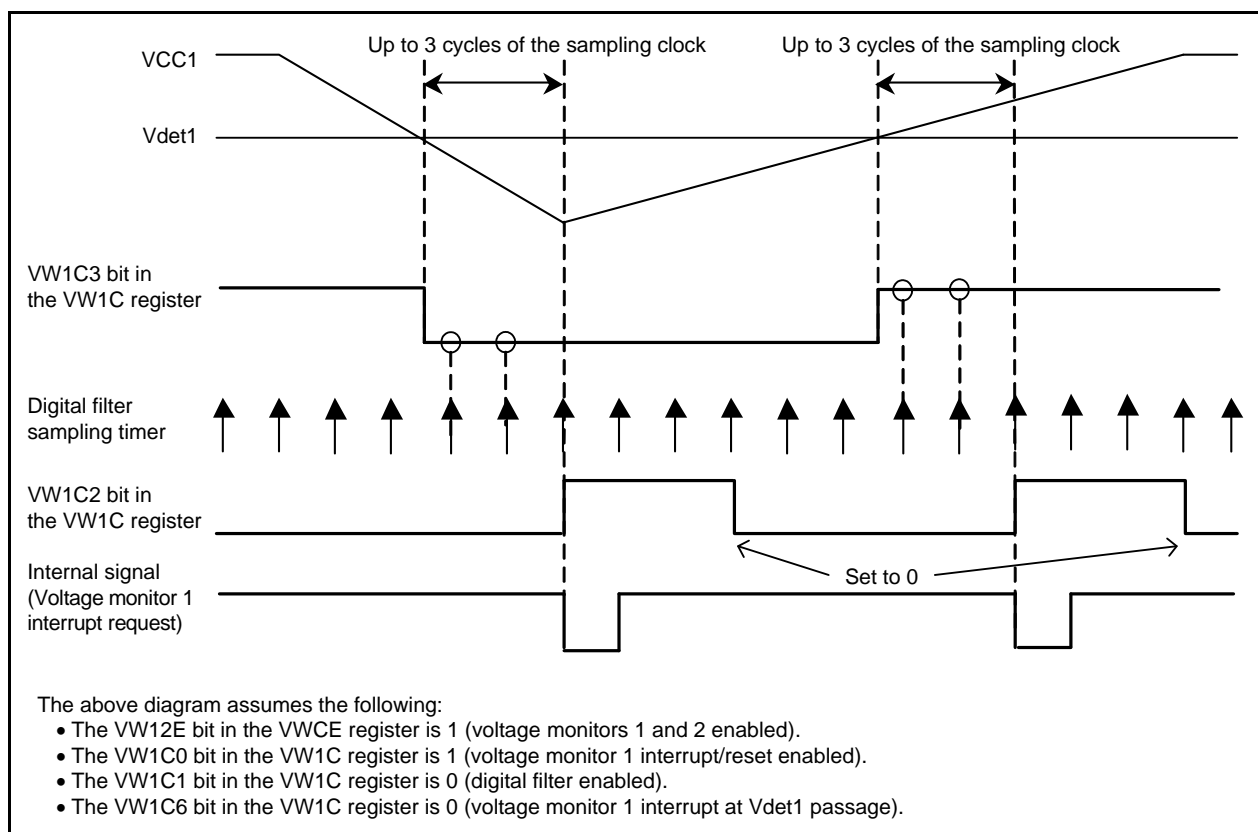 Up to 3 cycles of the sampling clock
Up to 3 cycles of the sampling clock
VCC1
Vdet1
VW1C3 bit in
the VW1C register
Digital filter
sampling timer
VW1C2 bit in
the VW1C register
Set to 0
Internal signal
(Voltage monitor 1
interrupt request)
The above diagram assumes the following:
• The VW12E bit in the VWCE register is 1 (voltage monitors 1 and 2 enabled).
• The VW1C0 bit in the VW1C register is 1 (voltage monitor 1 interrupt/reset enabled).
• The VW1C1 bit in the VW1C register is 0 (digital filter enabled).
• The VW1C6 bit in the VW1C register is 0 (voltage monitor 1 interrupt at Vdet1 passage).